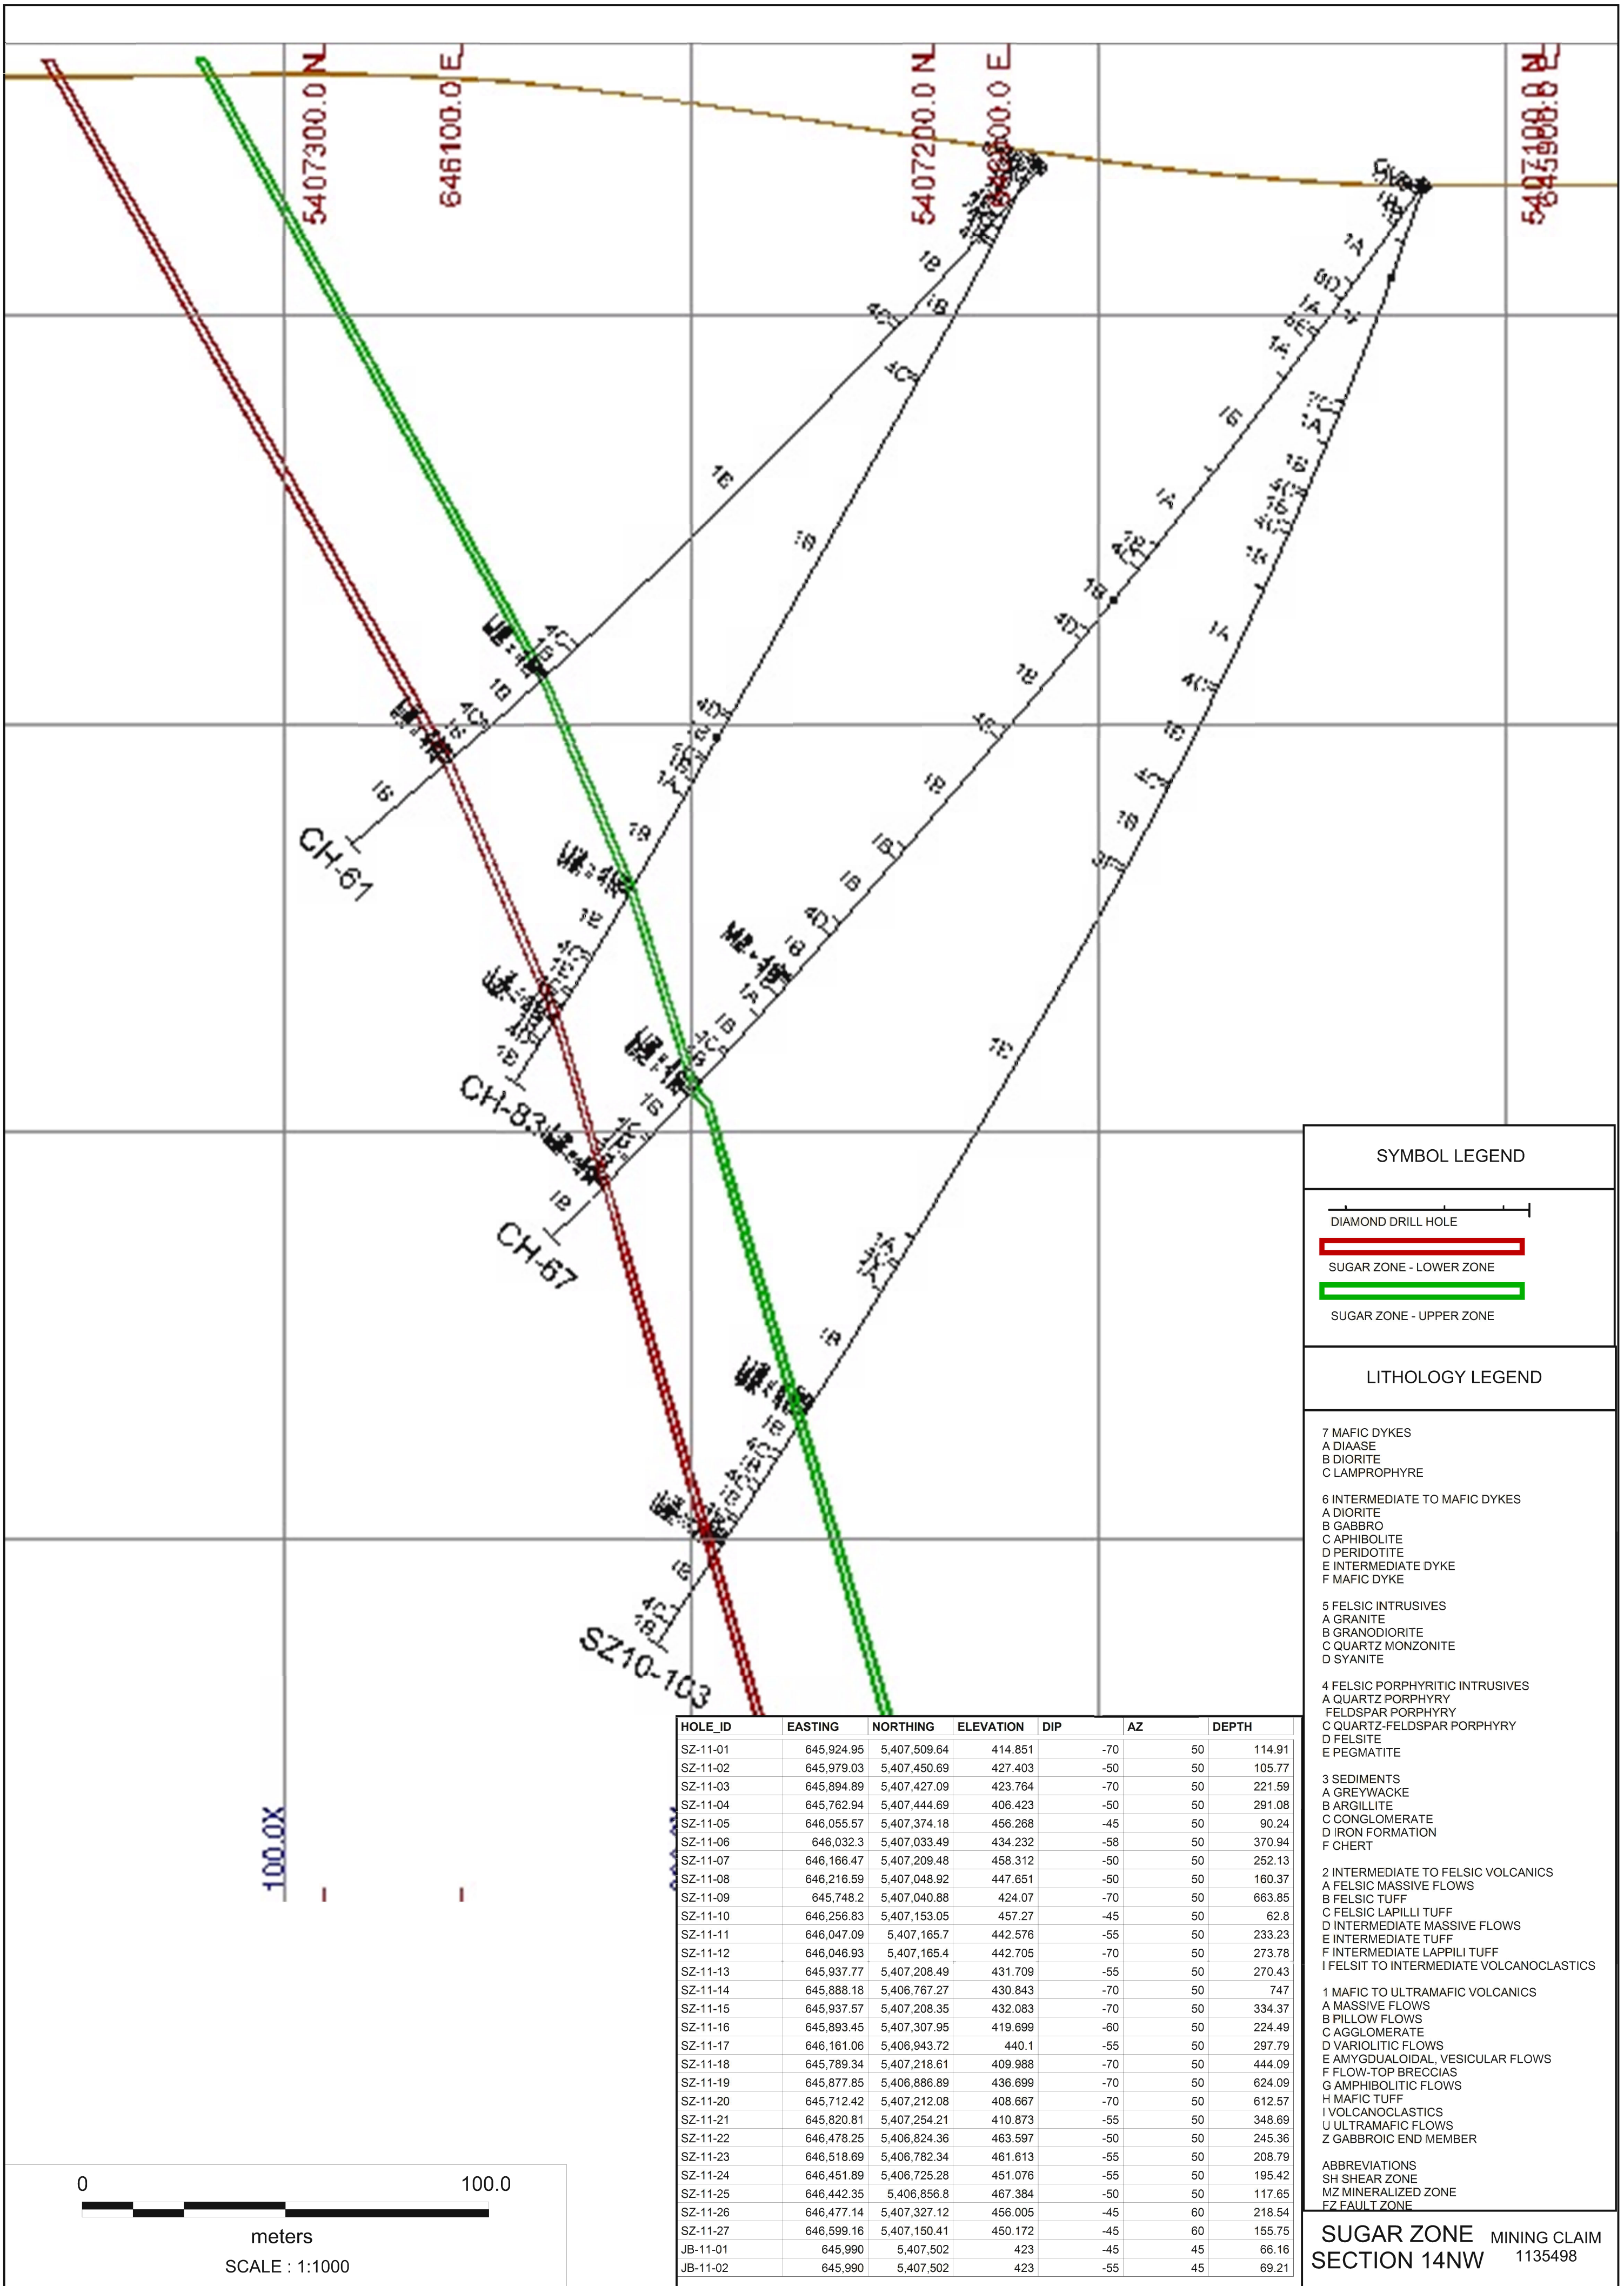 5407300.0 N
646100.0 E
5407200.0 N
5407100.0 N
1B
1B
4C
1B
1A
1A
1B
1A
1B
4D
1B
1B
1A
4C
1B
1B
1B
4D
1B
1A
1B
1B
CH-61
CH-83
CH-67
SZ10-103
100.0X
SYMBOL LEGEND
DIAMOND DRILL HOLE
SUGAR ZONE - LOWER ZONE
SUGAR ZONE - UPPER ZONE
LITHOLOGY LEGEND
7 MAFIC DYKES
A DIAASE
B DIORITE
C LAMPROPHYRE
6 INTERMEDIATE TO MAFIC DYKES
A DIORITE
B GABBRO
C APHIBOLITE
D PERIDOTITE
E INTERMEDIATE DYKE
F MAFIC DYKE
5 FELSIC INTRUSIVES
A GRANITE
B GRANODIORITE
C QUARTZ MONZONITE
D SYANITE
4 FELSIC PORPHYRITIC INTRUSIVES
A QUARTZ PORPHYRY
FELDSPAR PORPHYRY
C QUARTZ-FELDSPAR PORPHYRY
D FELSITE
E PEGMATITE
3 SEDIMENTS
A GREYWACKE
B ARGILLITE
C CONGLOMERATE
D IRON FORMATION
F CHERT
2 INTERMEDIATE TO FELSIC VOLCANICS
A FELSIC MASSIVE FLOWS
B FELSIC TUFF
C FELSIC LAPILLI TUFF
D INTERMEDIATE MASSIVE FLOWS
E INTERMEDIATE TUFF
F INTERMEDIATE LAPPILI TUFF
I FELSIT TO INTERMEDIATE VOLCANOCLASTICS
1 MAFIC TO ULTRAMAFIC VOLCANICS
A MASSIVE FLOWS
B PILLOW FLOWS
C AGGLOMERATE
D VARIOLITIC FLOWS
E AMYGDUALOIDAL, VESICULAR FLOWS
F FLOW-TOP BRECCIAS
G AMPHIBOLITIC FLOWS
H MAFIC TUFF
I VOLCANOCLASTICS
U ULTRAMAFIC FLOWS
Z GABBROIC END MEMBER
ABBREVIATIONS
SH SHEAR ZONE
MZ MINERALIZED ZONE
FZ FAULT ZONE
HOLE_ID EASTING NORTHING ELEVATION DIP AZ DEPTH
SZ-11-01 645,924.95 5,407,509.64 414.851 -70 50 114.91
SZ-11-02 645,979.03 5,407,450.69 427.403 -50 50 105.77
SZ-11-03 645,894.89 5,407,427.09 423.764 -70 50 221.59
SZ-11-04 645,762.94 5,407,444.69 406.423 -50 50 291.08
SZ-11-05 646,055.57 5,407,374.18 456.268 -45 50 90.24
SZ-11-06 646,032.3 5,407,033.49 434.232 -58 50 370.94
SZ-11-07 646,166.47 5,407,209.48 458.312 -50 50 252.13
SZ-11-08 646,216.59 5,407,048.92 447.651 -50 50 160.37
SZ-11-09 645,748.2 5,407,040.88 424.07 -70 50 663.85
SZ-11-10 646,256.83 5,407,153.05 457.27 -45 50 62.8
SZ-11-11 646,047.09 5,407,165.7 442.576 -55 50 233.23
SZ-11-12 646,046.93 5,407,165.4 442.705 -70 50 273.78
SZ-11-13 645,937.77 5,407,208.49 431.709 -55 50 270.43
SZ-11-14 645,888.18 5,406,767.27 430.843 -70 50 747
SZ-11-15 645,937.57 5,407,208.35 432.083 -70 50 334.37
SZ-11-16 645,893.45 5,407,307.95 419.699 -60 50 224.49
SZ-11-17 646,161.06 5,406,943.72 440.1 -55 50 297.79
SZ-11-18 645,789.34 5,407,218.61 409.988 -70 50 444.09
SZ-11-19 645,877.85 5,406,886.89 436.699 -70 50 624.09
SZ-11-20 645,712.42 5,407,212.08 408.667 -70 50 612.57
SZ-11-21 645,820.81 5,407,254.21 410.873 -55 50 348.69
SZ-11-22 646,478.25 5,406,824.36 463.597 -50 50 245.36
SZ-11-23 646,518.69 5,406,782.34 461.613 -55 50 208.79
SZ-11-24 646,451.89 5,406,725.28 451.076 -55 50 195.42
SZ-11-25 646,442.35 5,406,856.8 467.384 -50 50 117.65
SZ-11-26 646,477.14 5,407,327.12 456.005 -45 60 218.54
SZ-11-27 646,599.16 5,407,150.41 450.172 -45 60 155.75
JB-11-01 645,990 5,407,502 423 -45 45 66.16
JB-11-02 645,990 5,407,502 423 -55 45 69.21
0 100.0
meters
SCALE : 1:1000
SUGAR ZONE
SECTION 14NW
MINING CLAIM
1135498